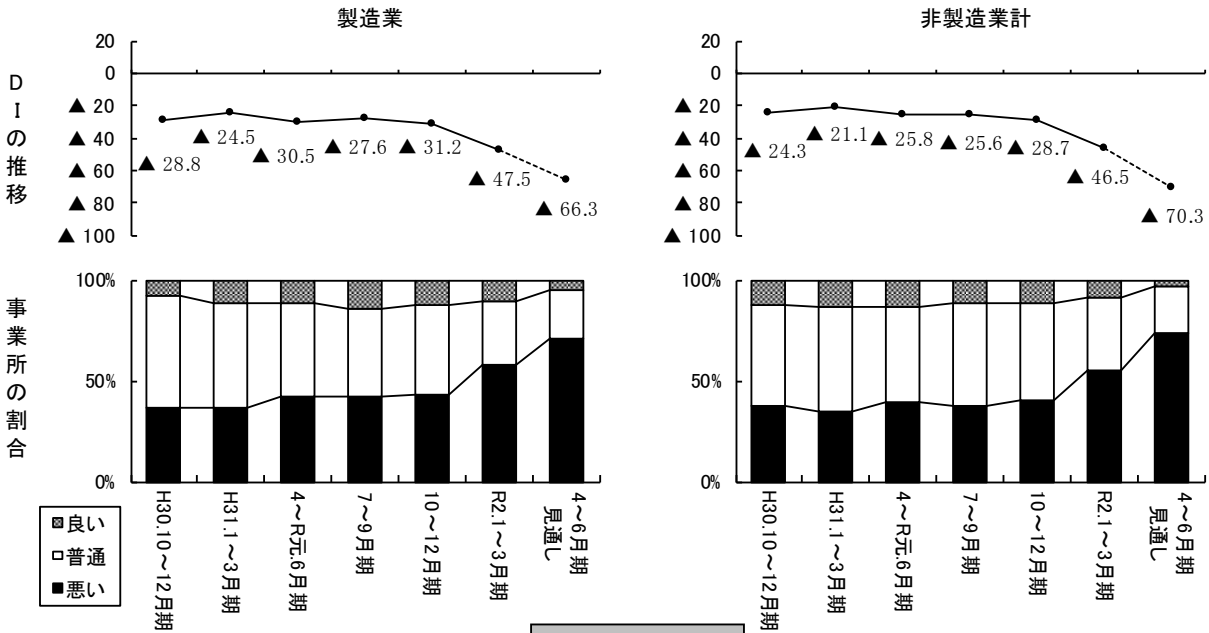 製造業
非製造業計
DIの推移
20
0
▲ 20
▲ 40
▲ 60
▲ 80
▲ 100
▲ 28.8
▲ 24.5
▲ 30.5
▲ 27.6
▲ 31.2
▲ 47.5
▲ 66.3
20
0
▲ 20
▲ 40
▲ 60
▲ 80
▲ 100
▲ 24.3
▲ 21.1
▲ 25.8
▲ 25.6
▲ 28.7
▲ 46.5
▲ 70.3
事業所の割合
100%
50%
0%
H30.10~12月期
H31.1~3月期
4~R元.6月期
7~9月期
10~12月期
R2.1~3月期
4~6月期
見通し
100%
50%
0%
H30.10~12月期
H31.1~3月期
4~R元.6月期
7~9月期
10~12月期
R2.1~3月期
4~6月期
見通し
良い
普通
悪い